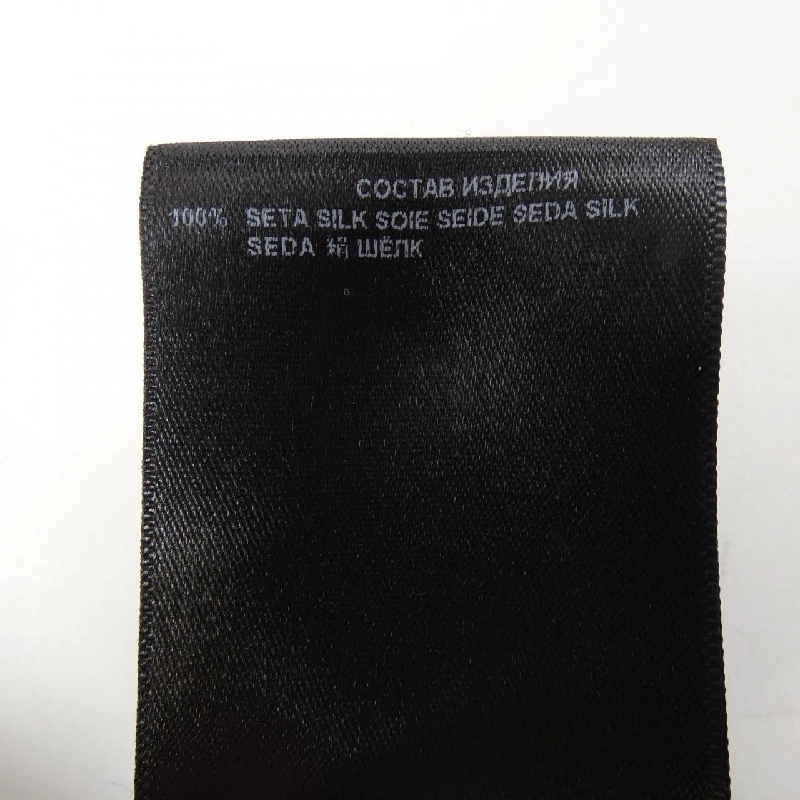 СОСТАВ ИЗДЕЛИЯ
100% SETA SILK SOIE SEIDE SEDA SILK
SEDA 絹 ШЁЛК